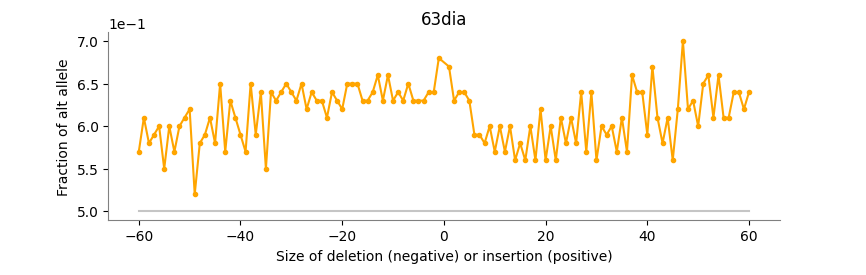 63dia
1e−1
7.0
6.5
6.0
5.5
5.0
Fraction of alt allele
−60 −40 −20 0 20 40 60
Size of deletion (negative) or insertion (positive)